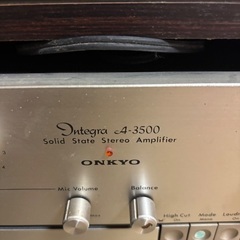 Integra A-3500
Solid State Stereo Amplifier
ONKYO
Mic Volume Balance High Cut Mode